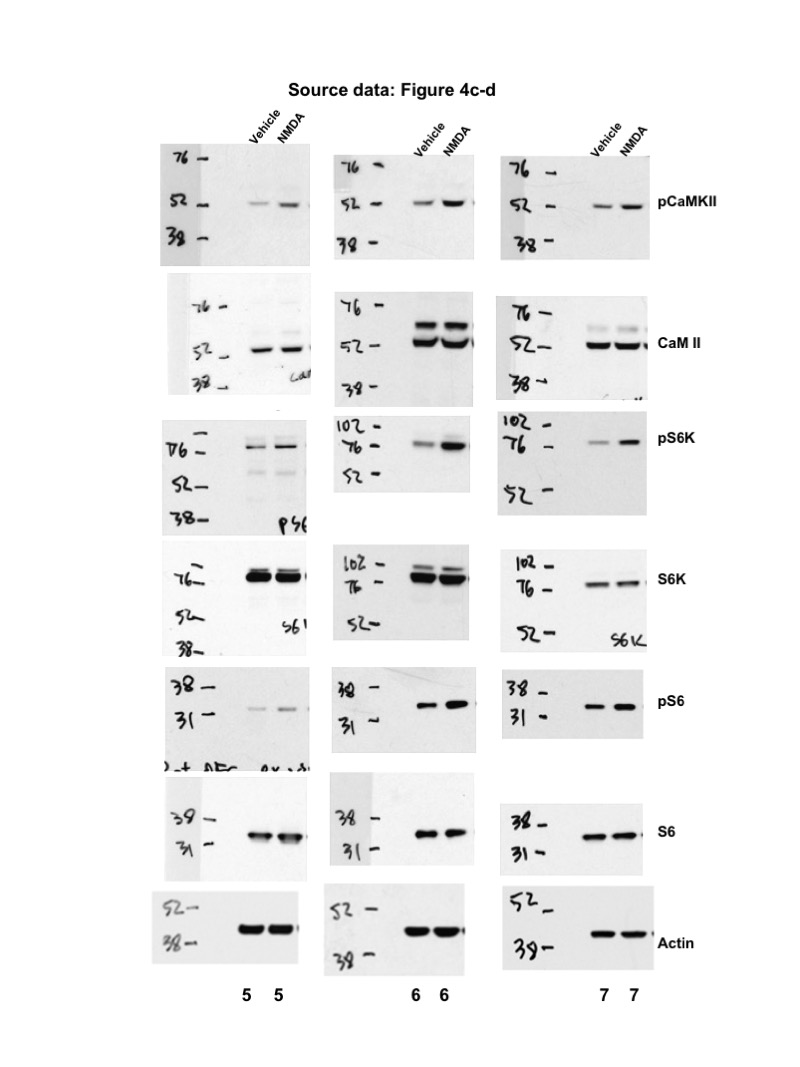 Source data: Figure 4c-d
Vehicle NMDA Vehicle NMDA Vehicle NMDA
76 76 76
52 52 52 pCaMKII
38 38 38
76 76 76
52 52 52 CaM II
38 38 38
102 102
76 76 76 pS6K
52 52 52
38 pS6
102 102
76 76 76 S6K
52 52 52
S6K
38
38 38 38
31 31 31 pS6
38 38 38
31 31 31 S6
52 52 52
38 38 38 Actin
5 5 6 6 7 7